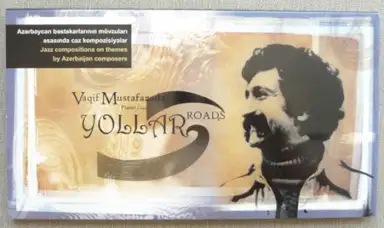 Azərbaycan bəstəkarlarının mövzuları
əsasında caz kompozisiyalar
Jazz compositions on themes
by Azerbaijan composers
Vaqif Mustafazadə
YOLLAR
ROADS